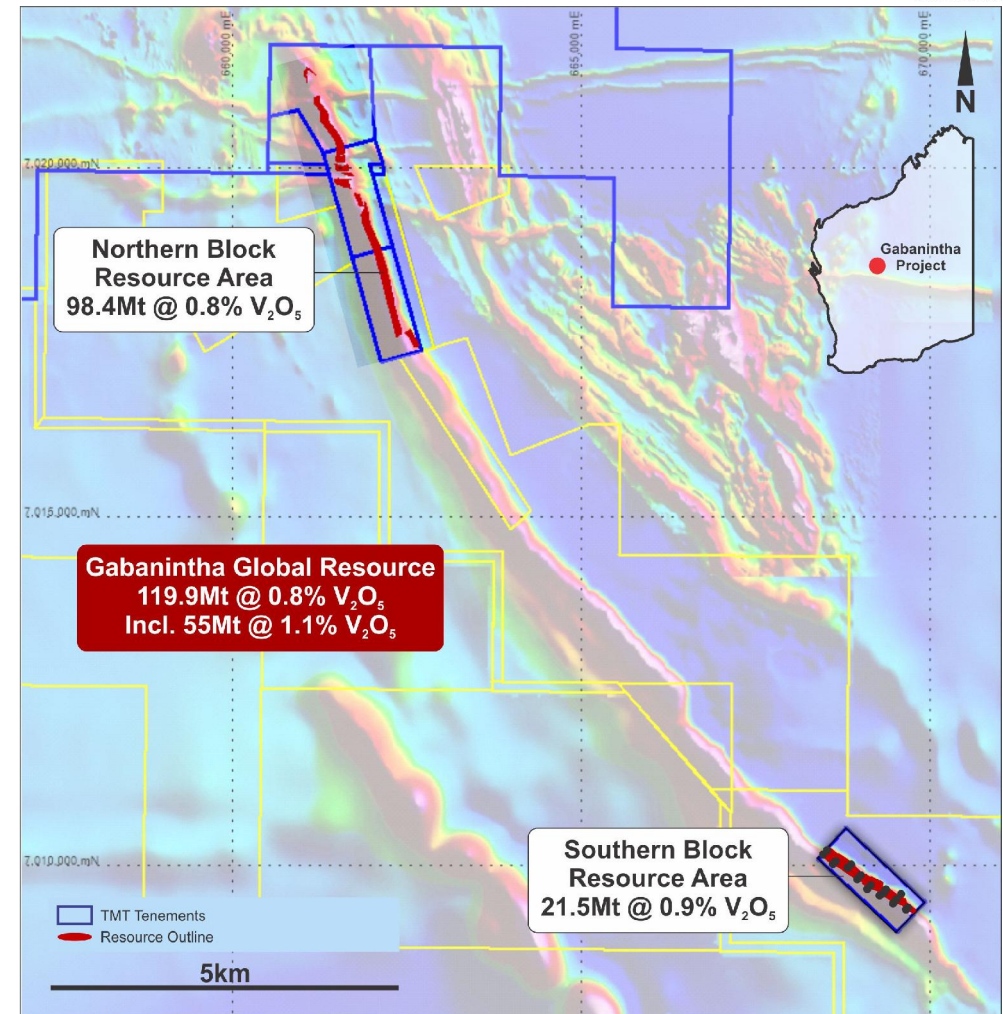 660,000 mE
665,000 mE
670,000 mE
N
7,020,000 mN
Northern Block
Resource Area
98.4Mt @ 0.8% V₂O₅
Gabanintha
Project
7,015,000 mN
Gabanintha Global Resource
119.9Mt @ 0.8% V₂O₅
Incl. 55Mt @ 1.1% V₂O₅
7,010,000 mN
Southern Block
Resource Area
21.5Mt @ 0.9% V₂O₅
TMT Tenements
Resource Outline
5km